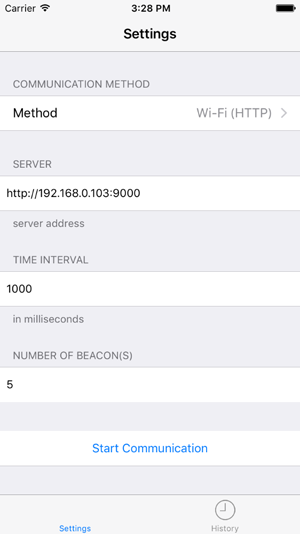 Carrier 3:28 PM
Settings
COMMUNICATION METHOD
Method Wi-Fi (HTTP)
SERVER
http://192.168.0.103:9000
server address
TIME INTERVAL
1000
in milliseconds
NUMBER OF BEACON(S)
5
Start Communication
Settings History